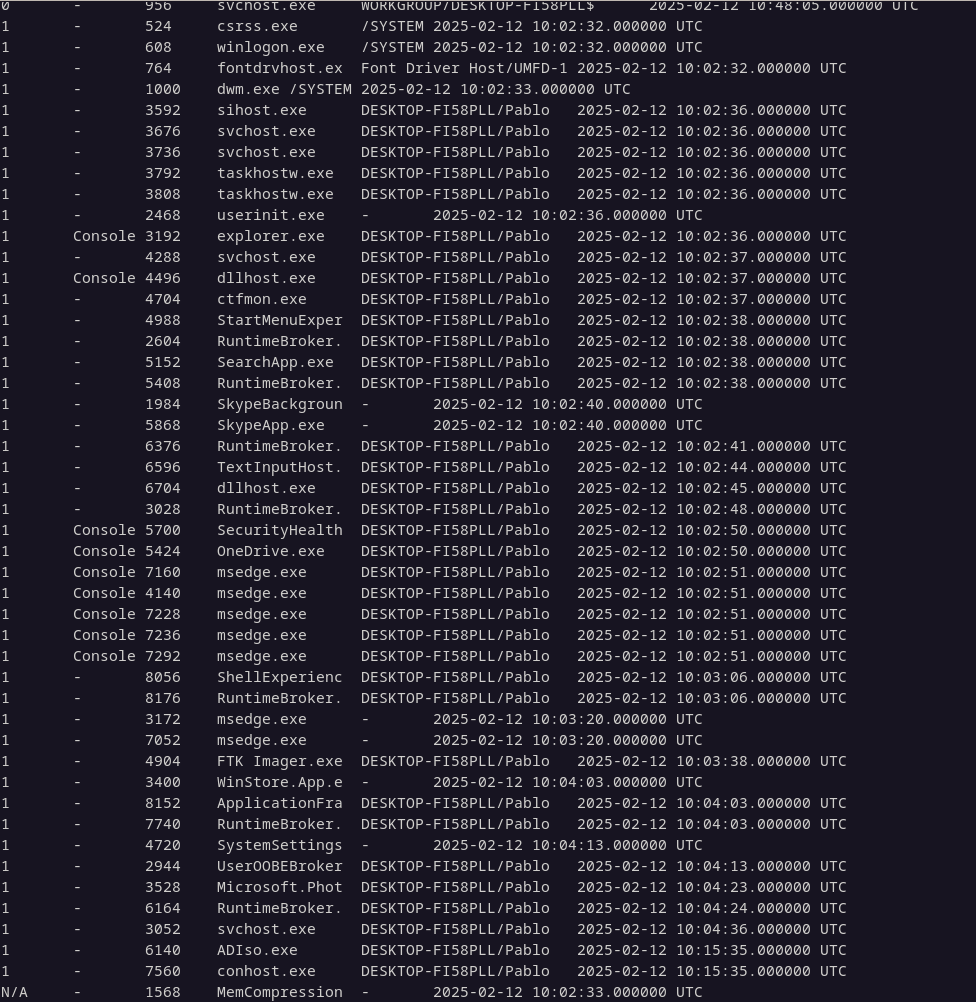 0 - 956 svchost.exe WORKGROUP/DESKTOP-FI58PLL$ 2025-02-12 10:48:05.000000 UTC
1 - 524 csrss.exe /SYSTEM 2025-02-12 10:02:32.000000 UTC
1 - 608 winlogon.exe /SYSTEM 2025-02-12 10:02:32.000000 UTC
1 - 764 fontdrvhost.ex Font Driver Host/UMFD-1 2025-02-12 10:02:32.000000 UTC
1 - 1000 dwm.exe /SYSTEM 2025-02-12 10:02:33.000000 UTC
1 - 3592 sihost.exe DESKTOP-FI58PLL/Pablo 2025-02-12 10:02:36.000000 UTC
1 - 3676 svchost.exe DESKTOP-FI58PLL/Pablo 2025-02-12 10:02:36.000000 UTC
1 - 3736 svchost.exe DESKTOP-FI58PLL/Pablo 2025-02-12 10:02:36.000000 UTC
1 - 3792 taskhostw.exe DESKTOP-FI58PLL/Pablo 2025-02-12 10:02:36.000000 UTC
1 - 3808 taskhostw.exe DESKTOP-FI58PLL/Pablo 2025-02-12 10:02:36.000000 UTC
1 - 2468 userinit.exe - 2025-02-12 10:02:36.000000 UTC
1 Console 3192 explorer.exe DESKTOP-FI58PLL/Pablo 2025-02-12 10:02:36.000000 UTC
1 - 4288 svchost.exe DESKTOP-FI58PLL/Pablo 2025-02-12 10:02:37.000000 UTC
1 Console 4496 dllhost.exe DESKTOP-FI58PLL/Pablo 2025-02-12 10:02:37.000000 UTC
1 - 4704 ctfmon.exe DESKTOP-FI58PLL/Pablo 2025-02-12 10:02:37.000000 UTC
1 - 4988 StartMenuExper DESKTOP-FI58PLL/Pablo 2025-02-12 10:02:38.000000 UTC
1 - 2604 RuntimeBroker. DESKTOP-FI58PLL/Pablo 2025-02-12 10:02:38.000000 UTC
1 - 5152 SearchApp.exe DESKTOP-FI58PLL/Pablo 2025-02-12 10:02:38.000000 UTC
1 - 5408 RuntimeBroker. DESKTOP-FI58PLL/Pablo 2025-02-12 10:02:38.000000 UTC
1 - 1984 SkypeBackgroun - 2025-02-12 10:02:40.000000 UTC
1 - 5868 SkypeApp.exe - 2025-02-12 10:02:40.000000 UTC
1 - 6376 RuntimeBroker. DESKTOP-FI58PLL/Pablo 2025-02-12 10:02:41.000000 UTC
1 - 6596 TextInputHost. DESKTOP-FI58PLL/Pablo 2025-02-12 10:02:44.000000 UTC
1 - 6704 dllhost.exe DESKTOP-FI58PLL/Pablo 2025-02-12 10:02:45.000000 UTC
1 - 3028 RuntimeBroker. DESKTOP-FI58PLL/Pablo 2025-02-12 10:02:48.000000 UTC
1 Console 5700 SecurityHealth DESKTOP-FI58PLL/Pablo 2025-02-12 10:02:50.000000 UTC
1 Console 5424 OneDrive.exe DESKTOP-FI58PLL/Pablo 2025-02-12 10:02:50.000000 UTC
1 Console 7160 msedge.exe DESKTOP-FI58PLL/Pablo 2025-02-12 10:02:51.000000 UTC
1 Console 4140 msedge.exe DESKTOP-FI58PLL/Pablo 2025-02-12 10:02:51.000000 UTC
1 Console 7228 msedge.exe DESKTOP-FI58PLL/Pablo 2025-02-12 10:02:51.000000 UTC
1 Console 7236 msedge.exe DESKTOP-FI58PLL/Pablo 2025-02-12 10:02:51.000000 UTC
1 Console 7292 msedge.exe DESKTOP-FI58PLL/Pablo 2025-02-12 10:02:51.000000 UTC
1 - 8056 ShellExperienc DESKTOP-FI58PLL/Pablo 2025-02-12 10:03:06.000000 UTC
1 - 8176 RuntimeBroker. DESKTOP-FI58PLL/Pablo 2025-02-12 10:03:06.000000 UTC
1 - 3172 msedge.exe - 2025-02-12 10:03:20.000000 UTC
1 - 7052 msedge.exe - 2025-02-12 10:03:20.000000 UTC
1 - 4904 FTK Imager.exe DESKTOP-FI58PLL/Pablo 2025-02-12 10:03:38.000000 UTC
1 - 3400 WinStore.App.e - 2025-02-12 10:04:03.000000 UTC
1 - 8152 ApplicationFra DESKTOP-FI58PLL/Pablo 2025-02-12 10:04:03.000000 UTC
1 - 7740 RuntimeBroker. DESKTOP-FI58PLL/Pablo 2025-02-12 10:04:03.000000 UTC
1 - 4720 SystemSettings - 2025-02-12 10:04:13.000000 UTC
1 - 2944 UserOOBEBroker DESKTOP-FI58PLL/Pablo 2025-02-12 10:04:13.000000 UTC
1 - 3528 Microsoft.Phot DESKTOP-FI58PLL/Pablo 2025-02-12 10:04:23.000000 UTC
1 - 6164 RuntimeBroker. DESKTOP-FI58PLL/Pablo 2025-02-12 10:04:24.000000 UTC
1 - 3052 svchost.exe DESKTOP-FI58PLL/Pablo 2025-02-12 10:04:36.000000 UTC
1 - 6140 ADIso.exe DESKTOP-FI58PLL/Pablo 2025-02-12 10:15:35.000000 UTC
1 - 7560 conhost.exe DESKTOP-FI58PLL/Pablo 2025-02-12 10:15:35.000000 UTC
N/A - 1568 MemCompression - 2025-02-12 10:02:33.000000 UTC